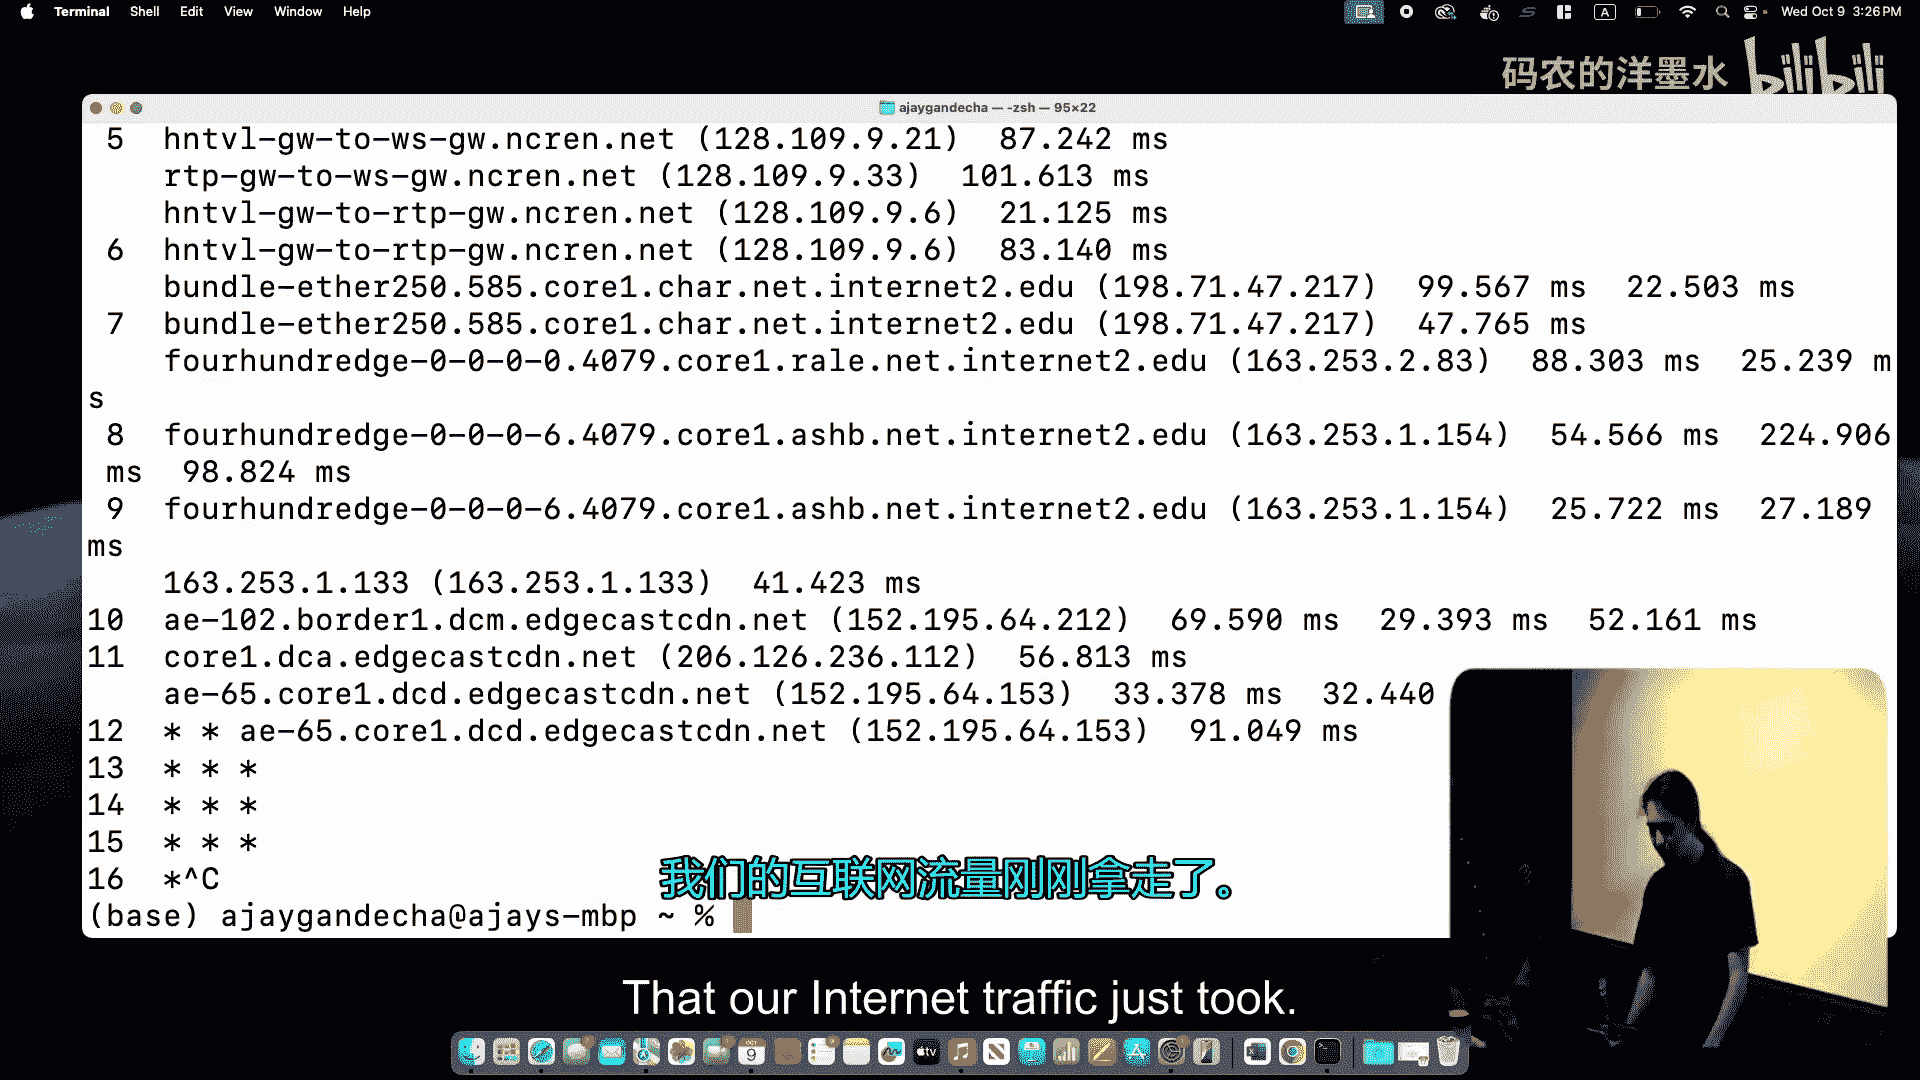 Terminal Shell Edit View Window Help
A Wed Oct 9 3:26 PM
码农的洋墨水 bilibili
ajaygandecha — -zsh — 95×22
5 hntvl-gw-to-ws-gw.ncren.net (128.109.9.21) 87.242 ms
rtp-gw-to-ws-gw.ncren.net (128.109.9.33) 101.613 ms
hntvl-gw-to-rtp-gw.ncren.net (128.109.9.6) 21.125 ms
6 hntvl-gw-to-rtp-gw.ncren.net (128.109.9.6) 83.140 ms
bundle-ether250.585.core1.char.net.internet2.edu (198.71.47.217) 99.567 ms 22.503 ms
7 bundle-ether250.585.core1.char.net.internet2.edu (198.71.47.217) 47.765 ms
fourhundredge-0-0-0-0.4079.core1.rale.net.internet2.edu (163.253.2.83) 88.303 ms 25.239 m
s
8 fourhundredge-0-0-0-6.4079.core1.ashb.net.internet2.edu (163.253.1.154) 54.566 ms 224.906
ms 98.824 ms
9 fourhundredge-0-0-0-6.4079.core1.ashb.net.internet2.edu (163.253.1.154) 25.722 ms 27.189
ms
163.253.1.133 (163.253.1.133) 41.423 ms
10 ae-102.border1.dcm.edgecastcdn.net (152.195.64.212) 69.590 ms 29.393 ms 52.161 ms
11 core1.dca.edgecastcdn.net (206.126.236.112) 56.813 ms
ae-65.core1.dcd.edgecastcdn.net (152.195.64.153) 33.378 ms 32.440
12 * * ae-65.core1.dcd.edgecastcdn.net (152.195.64.153) 91.049 ms
13 * * *
14 * * *
15 * * *
16 *^C
(base) ajaygandecha@ajays-mbp ~ %
我们的互联网流量刚刚拿走了。
That our Internet traffic just took.
OCT
9
tv